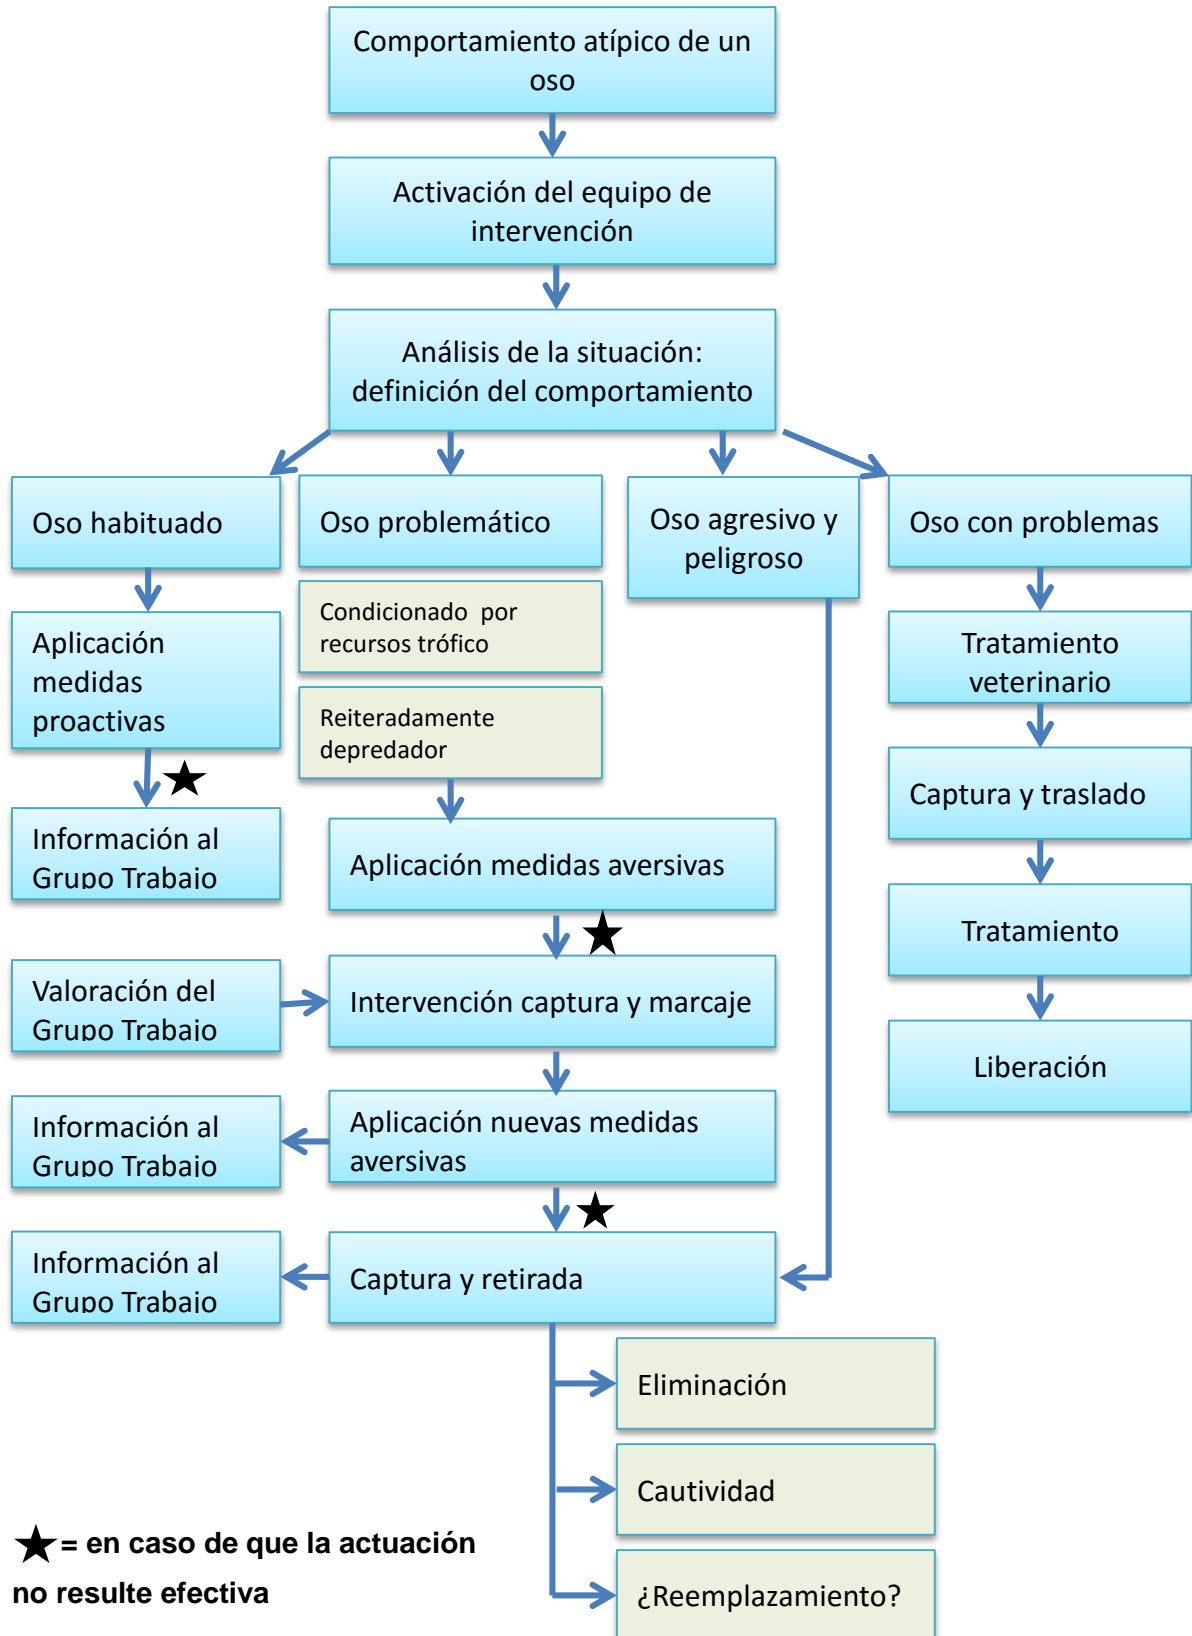 Comportamiento atípico de un
oso
Activación del equipo de
intervención
Análisis de la situación:
definición del comportamiento
Oso habituado
Oso problemático
Oso agresivo y
peligroso
Oso con problemas
Condicionado por
recursos trófico
Aplicación
medidas
proactivas
Tratamiento
veterinario
Reiteradamente
depredador
Captura y traslado
Información al
Grupo Trabajo
Aplicación medidas aversivas
Tratamiento
Valoración del
Grupo Trabajo
Intervención captura y marcaje
Liberación
Información al
Grupo Trabajo
Aplicación nuevas medidas
aversivas
Información al
Grupo Trabajo
Captura y retirada
Eliminación
Cautividad
¿Reemplazamiento?
★= en caso de que la actuación
no resulte efectiva